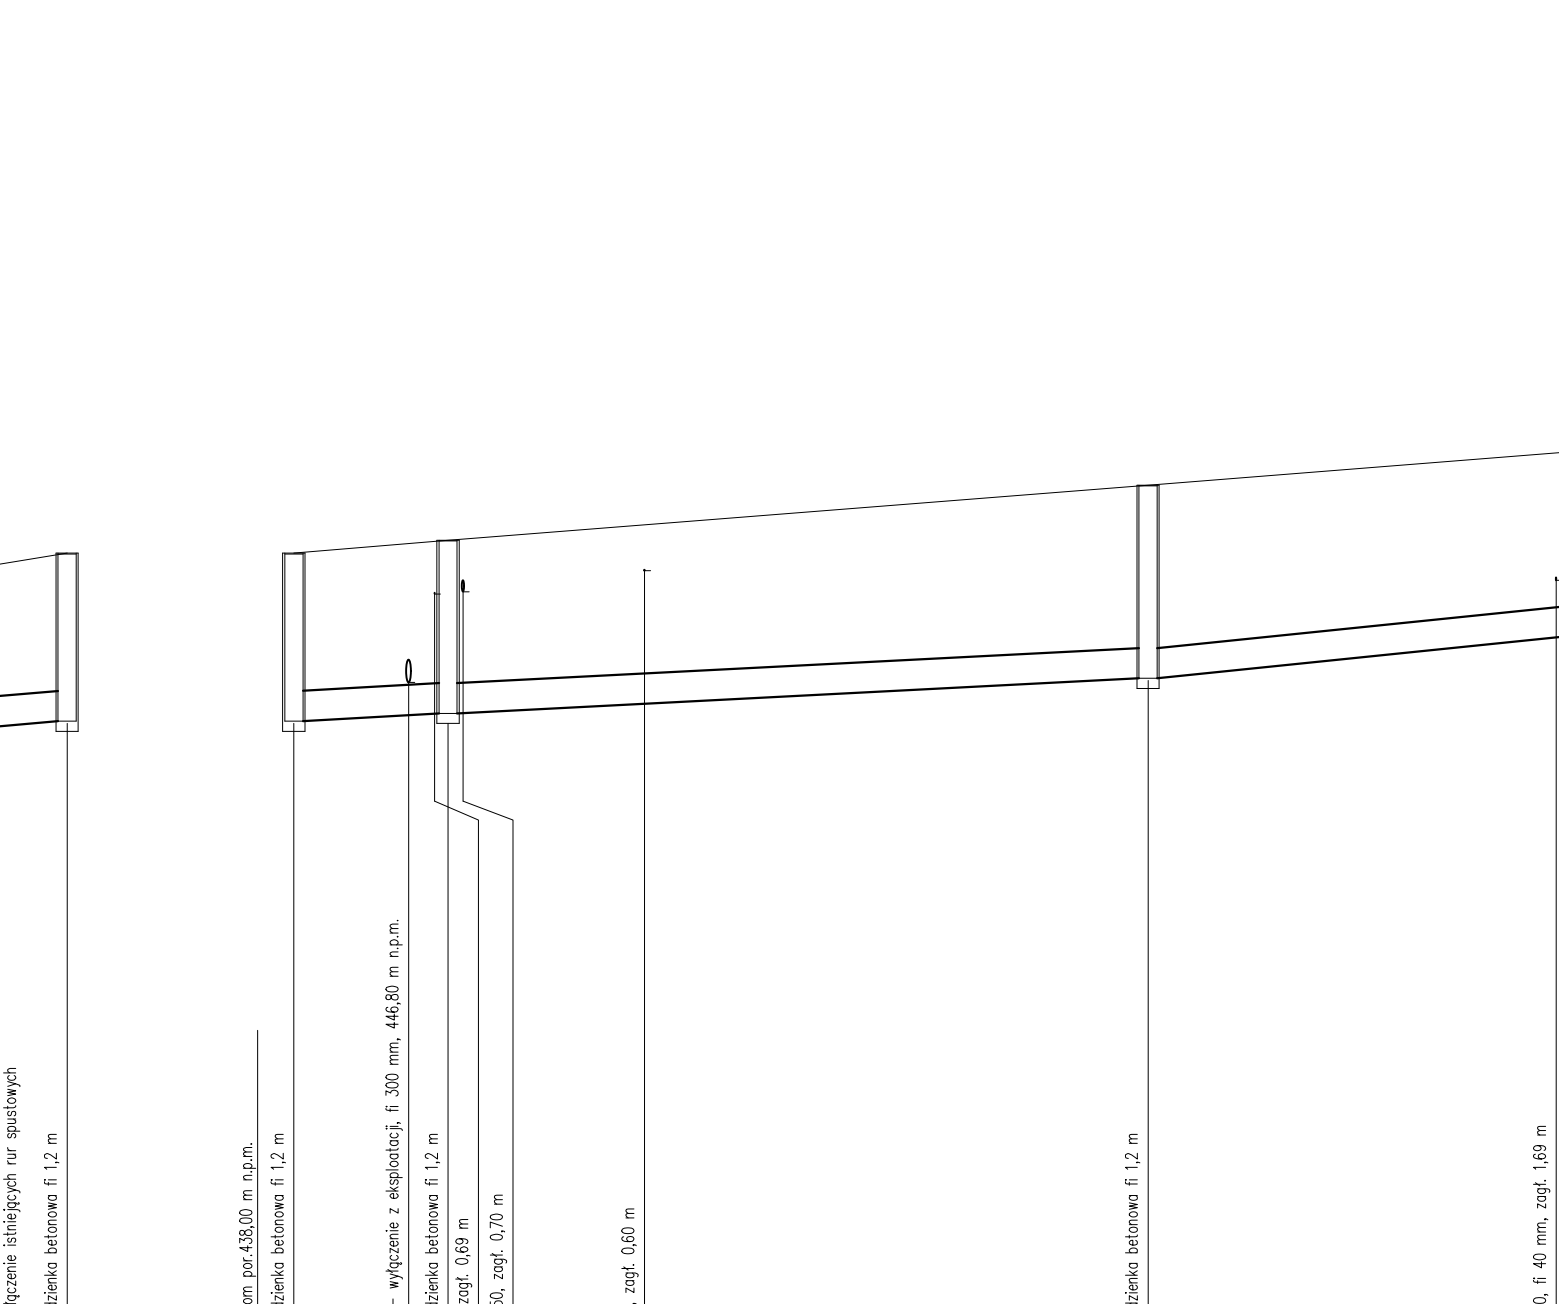 łączenie istniejących rur spustowych
dzienka betonowa fi 1,2 m
om por.438,00 m n.p.m.
dzienka betonowa fi 1,2 m
– wyłączenie z eksploatacji, fi 300 mm, 446,80 m n.p.m.
dzienka betonowa fi 1,2 m
zagł. 0,69 m
50, zagł. 0,70 m
, zagł. 0,60 m
dzienka betonowa fi 1,2 m
0, fi 40 mm, zagł. 1,69 m